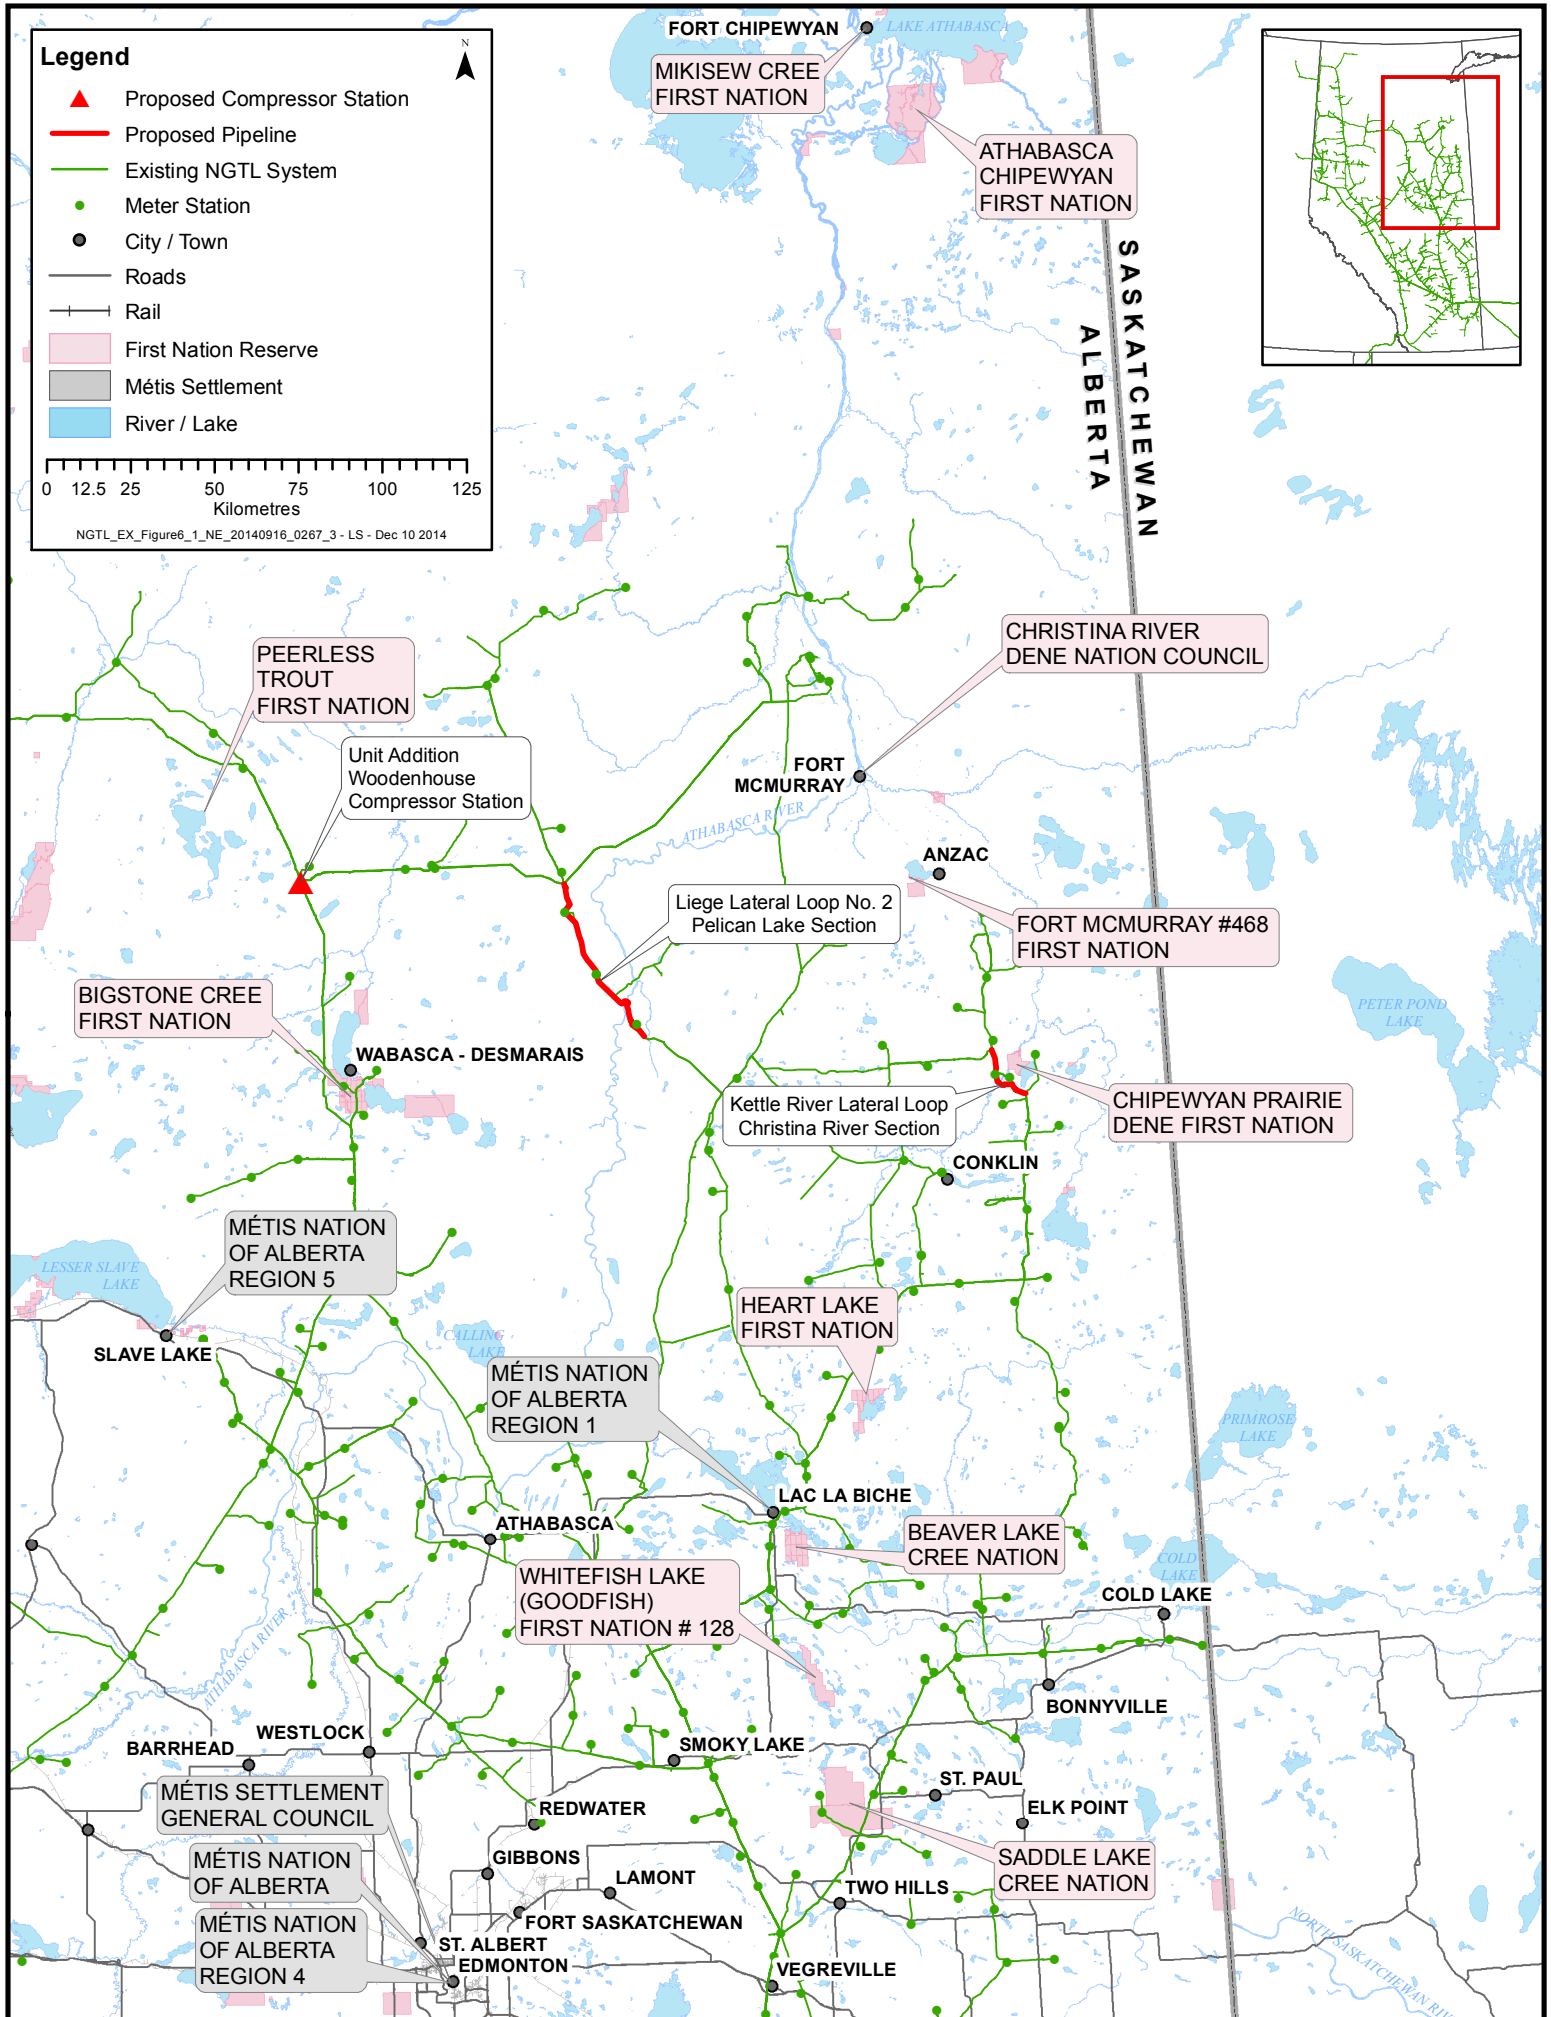 Legend
N
Proposed Compressor Station
Proposed Pipeline
Existing NGTL System
Meter Station
City / Town
Roads
Rail
First Nation Reserve
Métis Settlement
River / Lake
0 12.5 25 50 75 100 125
Kilometres
NGTL_EX_Figure6_1_NE_20140916_0267_3 - LS - Dec 10 2014
FORT CHIPEWYAN
LAKE ATHABASCA
MIKISEW CREE
FIRST NATION
ATHABASCA
CHIPEWYAN
FIRST NATION
SASKATCHEWAN
ALBERTA
PEERLESS
TROUT
FIRST NATION
CHRISTINA RIVER
DENE NATION COUNCIL
Unit Addition
Woodenhouse
Compressor Station
FORT
MCMURRAY
ATHABASCA RIVER
ANZAC
Liege Lateral Loop No. 2
Pelican Lake Section
FORT MCMURRAY #468
FIRST NATION
BIGSTONE CREE
FIRST NATION
PETER POND
LAKE
WABASCA - DESMARAIS
Kettle River Lateral Loop
Christina River Section
CHIPEWYAN PRAIRIE
DENE FIRST NATION
CONKLIN
MÉTIS NATION
OF ALBERTA
REGION 5
LESSER SLAVE
LAKE
SLAVE LAKE
HEART LAKE
FIRST NATION
CALLING
LAKE
MÉTIS NATION
OF ALBERTA
REGION 1
PRIMROSE
LAKE
LAC LA BICHE
ATHABASCA
BEAVER LAKE
CREE NATION
WHITEFISH LAKE
(GOODFISH)
FIRST NATION # 128
COLD
LAKE
COLD LAKE
ATHABASCA RIVER
BONNYVILLE
WESTLOCK
BARRHEAD
SMOKY LAKE
MÉTIS SETTLEMENT
GENERAL COUNCIL
ST. PAUL
REDWATER
ELK POINT
MÉTIS NATION
OF ALBERTA
GIBBONS
LAMONT
SADDLE LAKE
CREE NATION
TWO HILLS
MÉTIS NATION
OF ALBERTA
REGION 4
FORT SASKATCHEWAN
ST. ALBERT
EDMONTON
VEGREVILLE
NORTH SASKATCHEWAN RIV